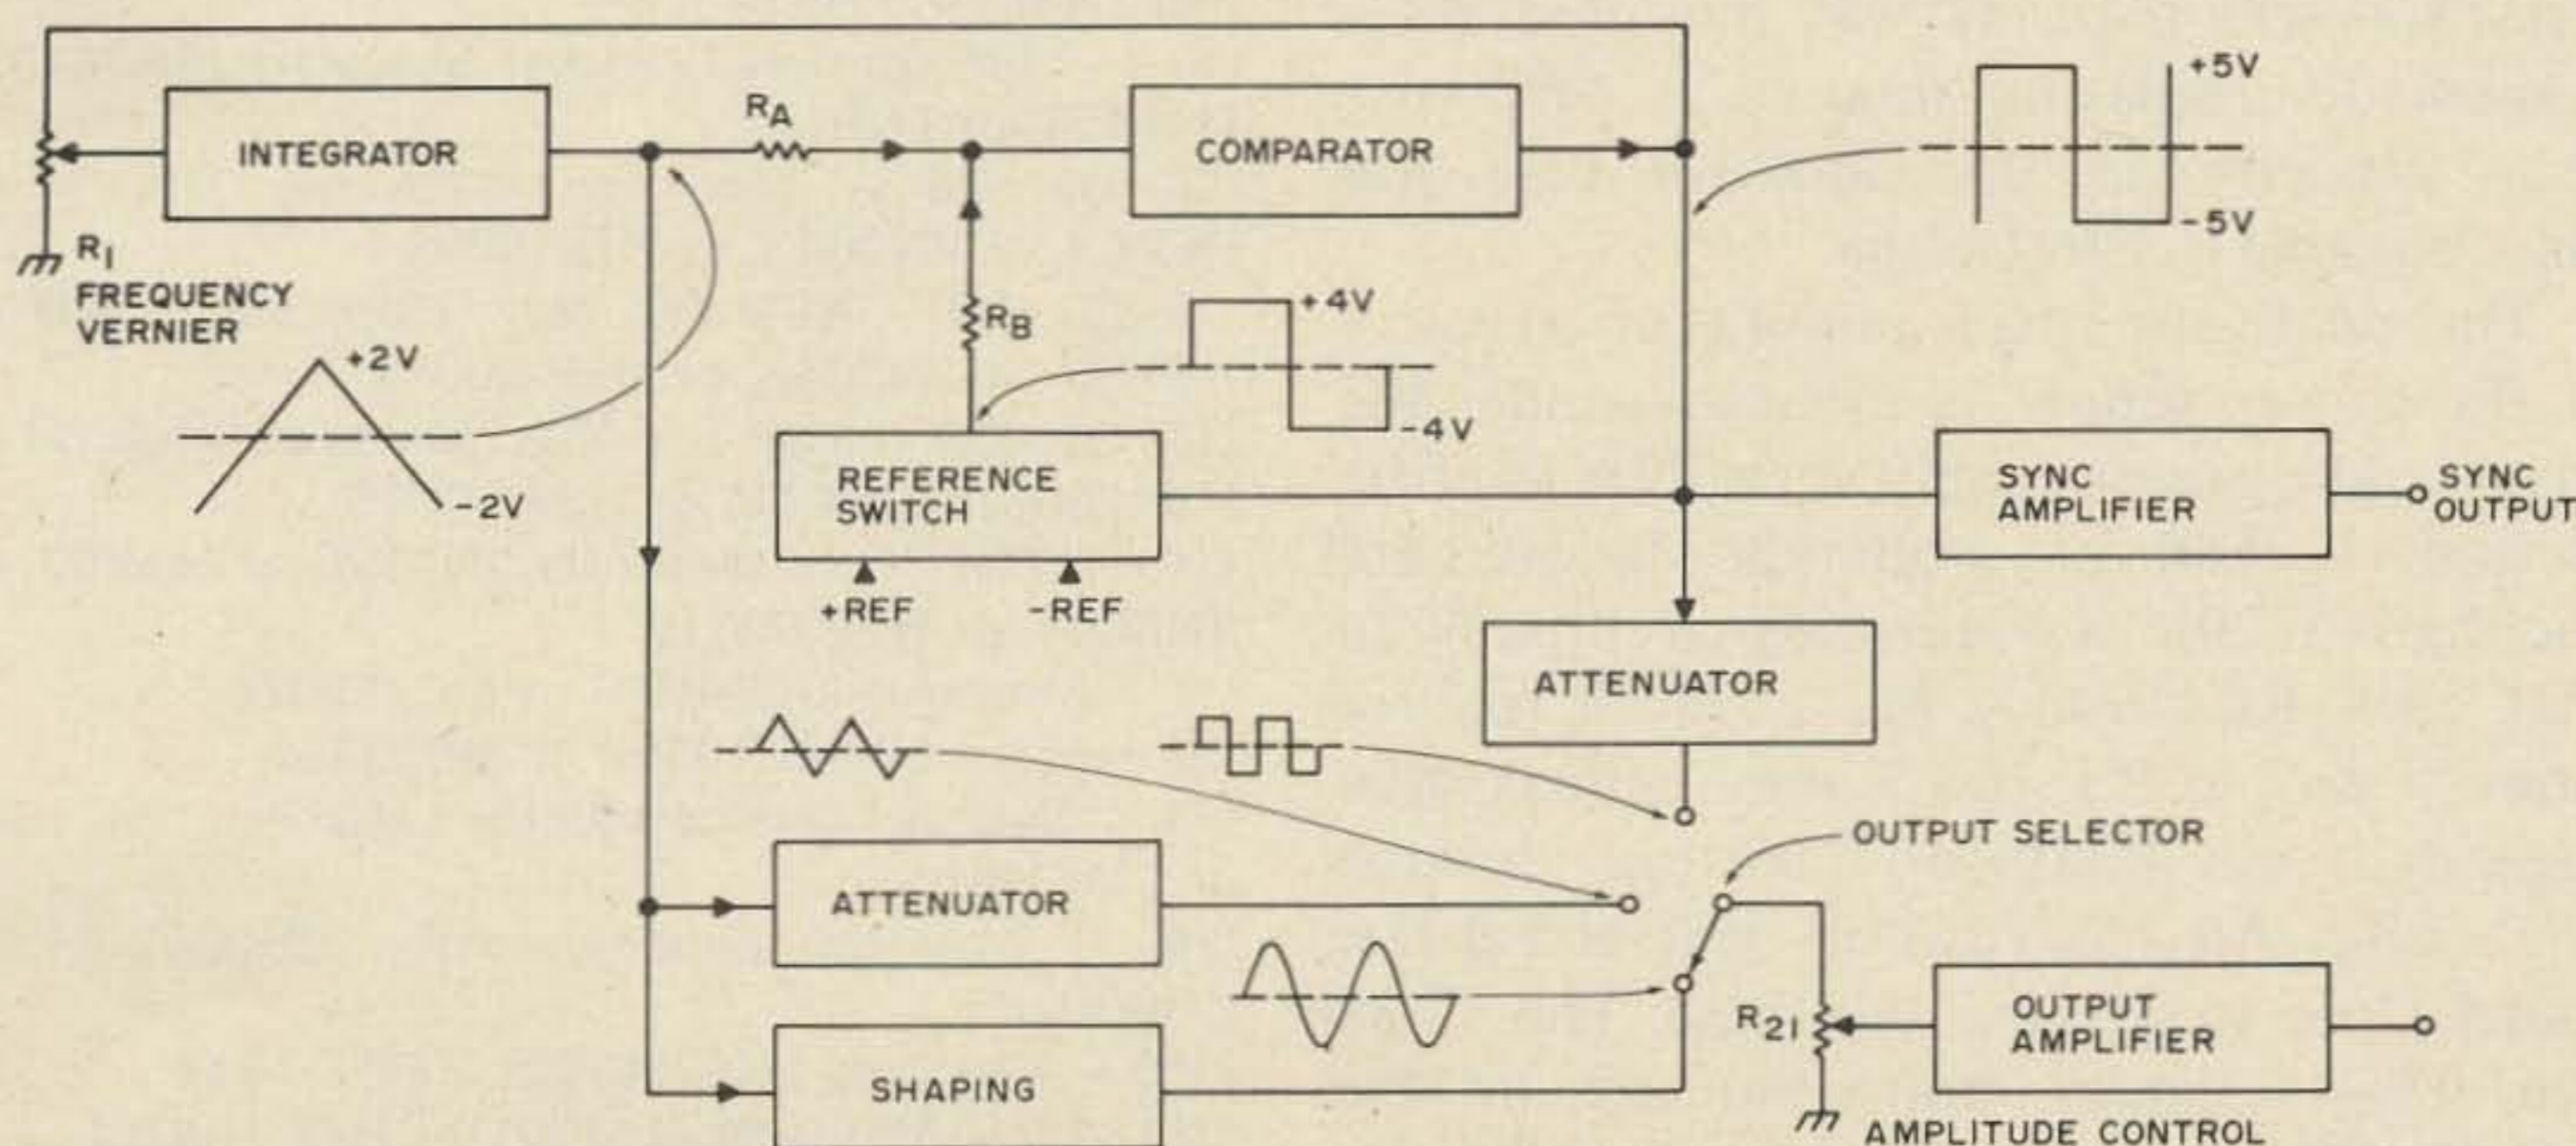 +5V
RA
INTEGRATOR
COMPARATOR
-5V
R1
FREQUENCY
VERNIER
+4V
RB
+2V
-4V
REFERENCE
SWITCH
SYNC
AMPLIFIER
SYNC
OUTPUT
-2V
+REF
-REF
ATTENUATOR
OUTPUT SELECTOR
ATTENUATOR
R21
OUTPUT
AMPLIFIER
SHAPING
AMPLITUDE CONTROL